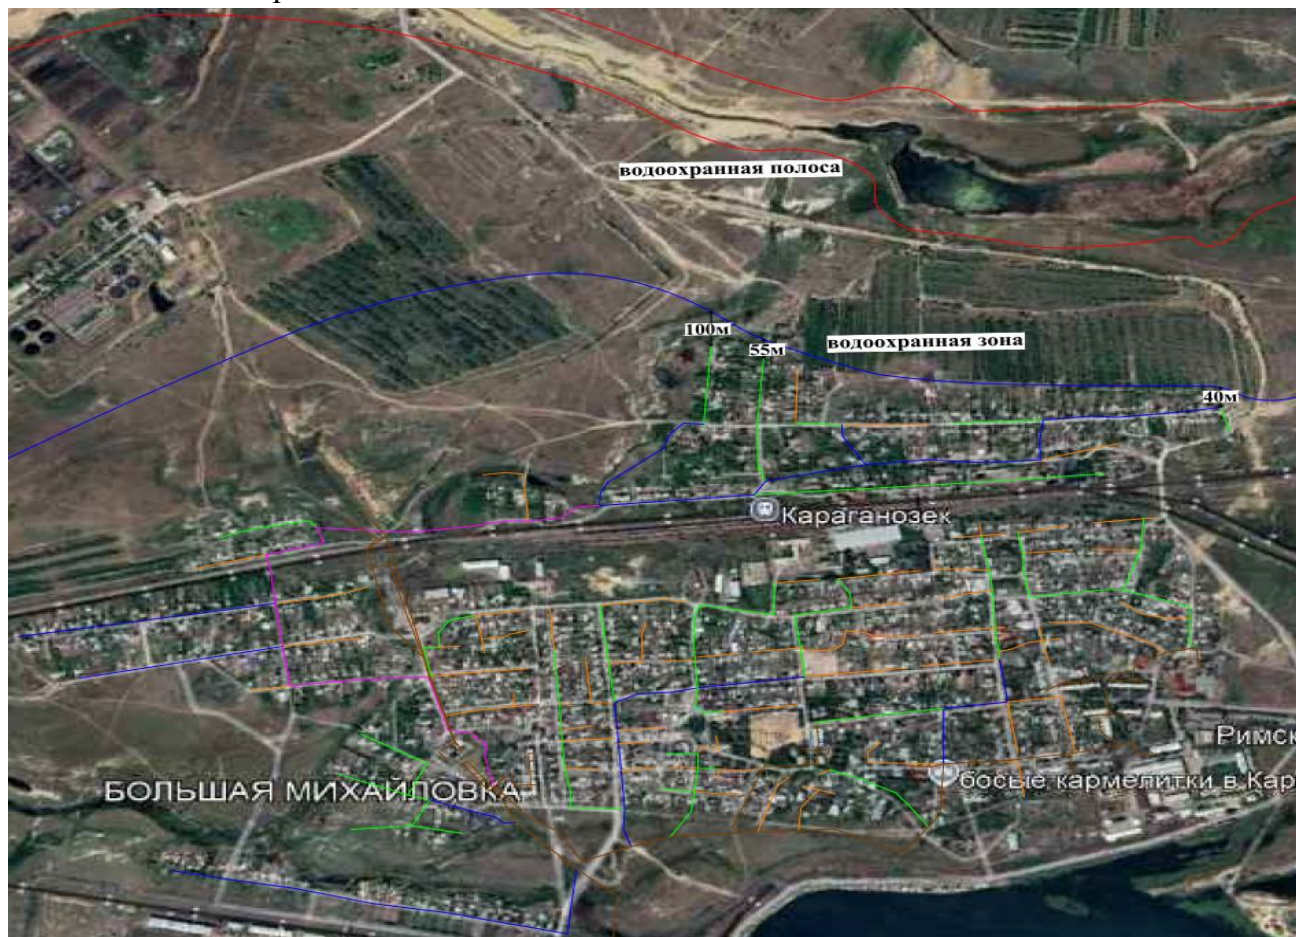 водоохранная полоса
100м
55м
водоохранная зона
40м
Караганозек
Римск
БОЛЬШАЯ МИХАЙЛОВКА
босые кармелитки в Кар